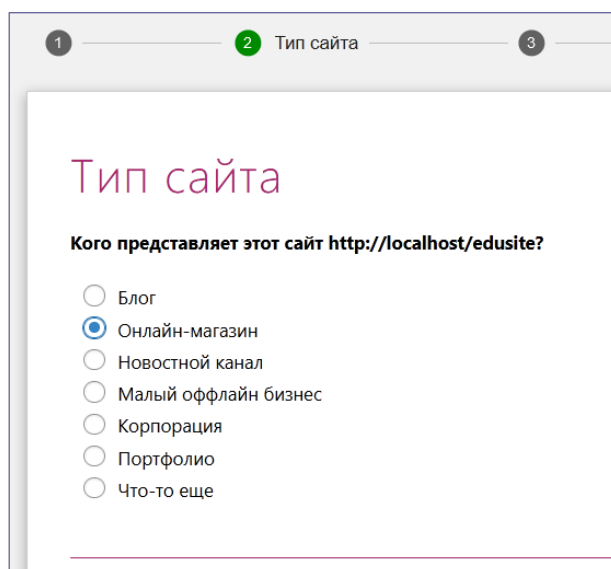 1 2 Тип сайта 3
Тип сайта
Кого представляет этот сайт http://localhost/edusite?
Блог
Онлайн-магазин
Новостной канал
Малый оффлайн бизнес
Корпорация
Портфолио
Что-то еще